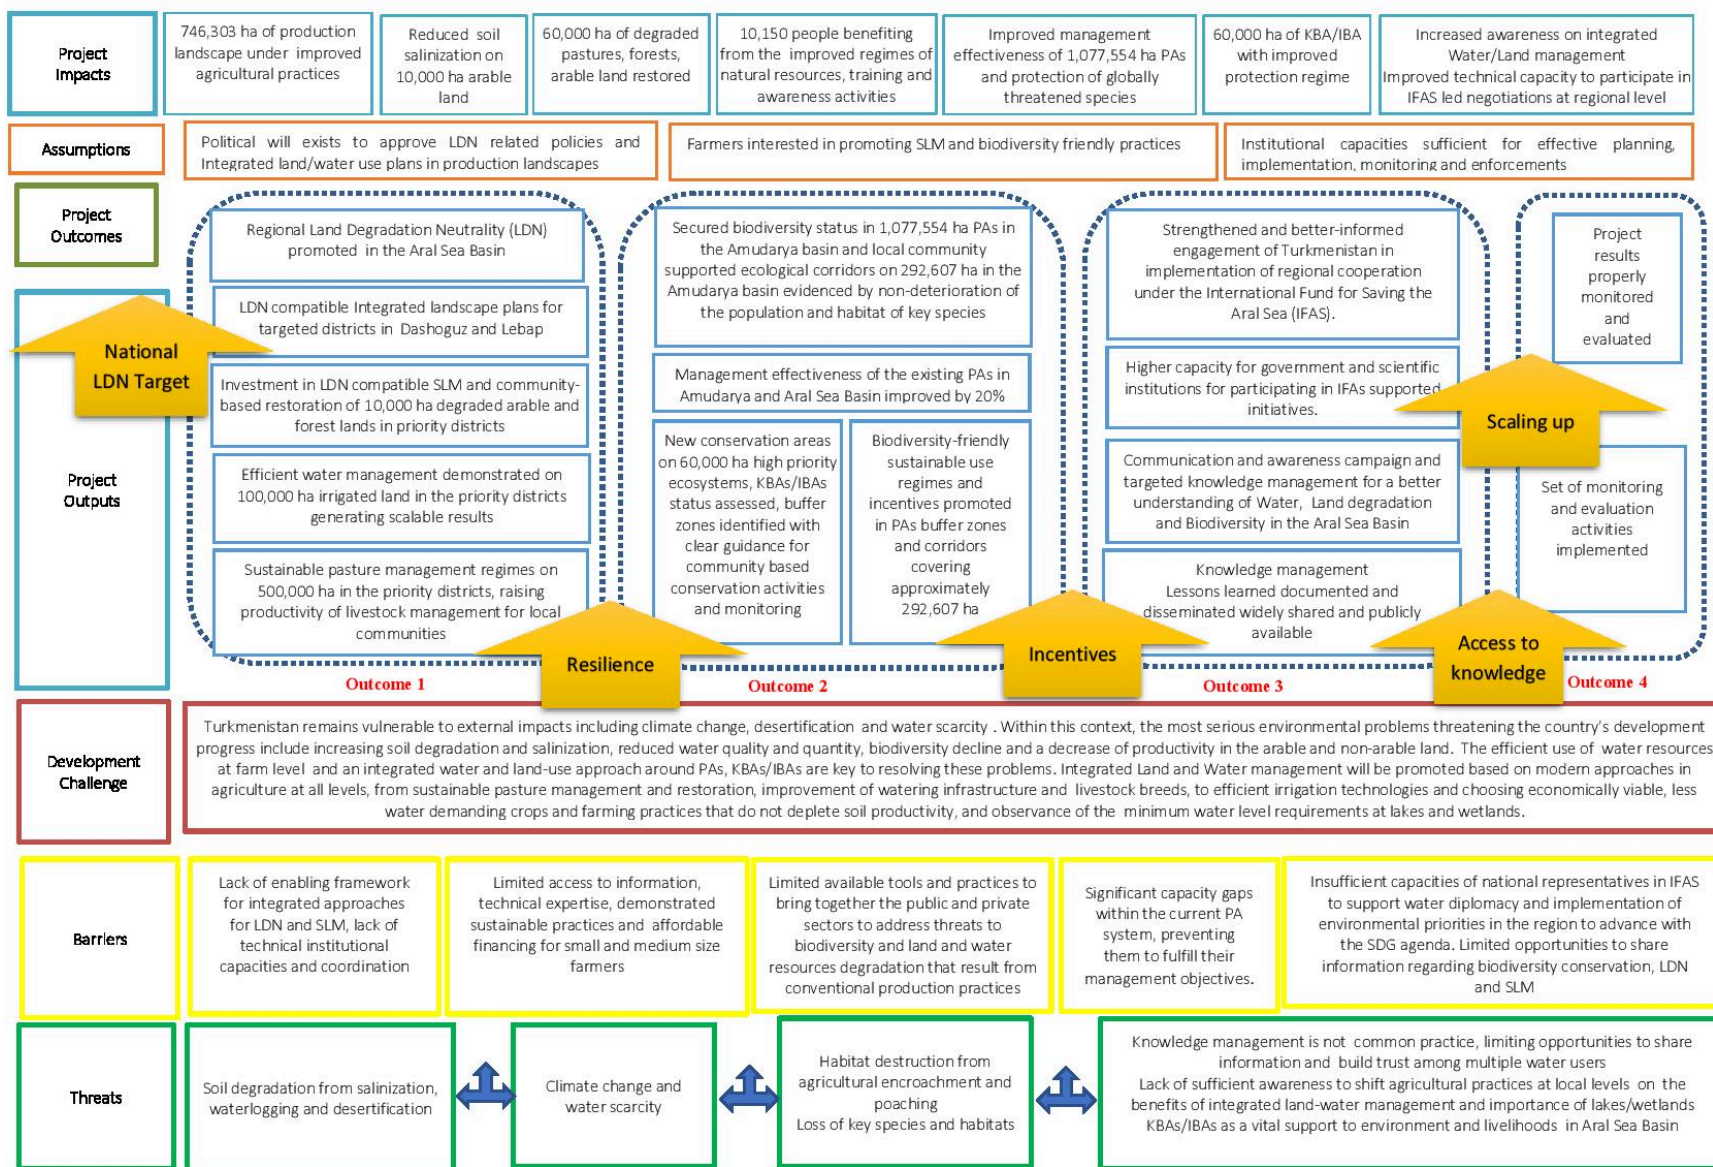 Project
Impacts
746,303 ha of production
landscape under improved
agricultural practices
Reduced soil
salinization on
10,000 ha arable
land
60,000 ha of degraded
pastures, forests,
arable land restored
10,150 people benefiting
from the improved regimes of
natural resources, training and
awareness activities
Improved management
effectiveness of 1,077,554 ha PAs
and protection of globally
threatened species
60,000 ha of KBA/IBA
with improved
protection regime
Increased awareness on integrated
Water/Land management
Improved technical capacity to participate in
IFAS led negotiations at regional level
Assumptions
Political will exists to approve LDN related policies and
Integrated land/water use plans in production landscapes
Farmers interested in promoting SLM and biodiversity friendly practices
Institutional capacities sufficient for effective planning,
implementation, monitoring and enforcements
Project
Outcomes
Project
Outputs
Regional Land Degradation Neutrality (LDN)
promoted in the Aral Sea Basin
LDN compatible Integrated landscape plans for
targeted districts in Dashoguz and Lebap
National
LDN Target
Investment in LDN compatible SLM and community-
based restoration of 10,000 ha degraded arable and
forest lands in priority districts
Efficient water management demonstrated on
100,000 ha irrigated land in the priority districts
generating scalable results
Sustainable pasture management regimes on
500,000 ha in the priority districts, raising
productivity of livestock management for local
communities
Outcome 1
Resilience
Secured biodiversity status in 1,077,554 ha PAs in
the Amudarya basin and local community
supported ecological corridors on 292,607 ha in the
Amudarya basin evidenced by non-deterioration of
the population and habitat of key species
Management effectiveness of the existing PAs in
Amudarya and Aral Sea Basin improved by 20%
New conservation areas
on 60,000 ha high priority
ecosystems, KBAs/IBAs
status assessed, buffer
zones identified with
clear guidance for
community based
conservation activities
and monitoring
Biodiversity-friendly
sustainable use
regimes and
incentives promoted
in PAs buffer zones
and corridors
covering
approximately
292,607 ha
Outcome 2
Incentives
Strengthened and better-informed
engagement of Turkmenistan in
implementation of regional cooperation
under the International Fund for Saving the
Aral Sea (IFAS).
Higher capacity for government and scientific
institutions for participating in IFAs supported
initiatives.
Communication and awareness campaign and
targeted knowledge management for a better
understanding of Water, Land degradation
and Biodiversity in the Aral Sea Basin
Knowledge management
Lessons learned documented and
disseminated widely shared and publicly
available
Outcome 3
Access to
knowledge
Project
results
properly
monitored
and
evaluated
Scaling up
Set of monitoring
and evaluation
activities
implemented
Outcome 4
Development
Challenge
Turkmenistan remains vulnerable to external impacts including climate change, desertification and water scarcity . Within this context, the most serious environmental problems threatening the country's development
progress include increasing soil degradation and salinization, reduced water quality and quantity, biodiversity decline and a decrease of productivity in the arable and non-arable land. The efficient use of water resources
at farm level and an integrated water and land-use approach around PAs, KBAs/IBAs are key to resolving these problems. Integrated Land and Water management will be promoted based on modern approaches in
agriculture at all levels, from sustainable pasture management and restoration, improvement of watering infrastructure and livestock breeds, to efficient irrigation technologies and choosing economically viable, less
water demanding crops and farming practices that do not deplete soil productivity, and observance of the minimum water level requirements at lakes and wetlands.
Barriers
Lack of enabling framework
for integrated approaches
for LDN and SLM, lack of
technical institutional
capacities and coordination
Limited access to information,
technical expertise, demonstrated
sustainable practices and affordable
financing for small and medium size
farmers
Limited available tools and practices to
bring together the public and private
sectors to address threats to
biodiversity and land and water
resources degradation that result from
conventional production practices
Significant capacity gaps
within the current PA
system, preventing
them to fulfill their
management objectives.
Insufficient capacities of national representatives in IFAS
to support water diplomacy and implementation of
environmental priorities in the region to advance with
the SDG agenda. Limited opportunities to share
information regarding biodiversity conservation, LDN
and SLM
Threats
Soil degradation from salinization,
waterlogging and desertification
Climate change and
water scarcity
Habitat destruction from
agricultural encroachment and
poaching
Loss of key species and habitats
Knowledge management is not common practice, limiting opportunities to share
information and build trust among multiple water users
Lack of sufficient awareness to shift agricultural practices at local levels on the
benefits of integrated land-water management and importance of lakes/wetlands
KBAs/IBAs as a vital support to environment and livelihoods in Aral Sea Basin